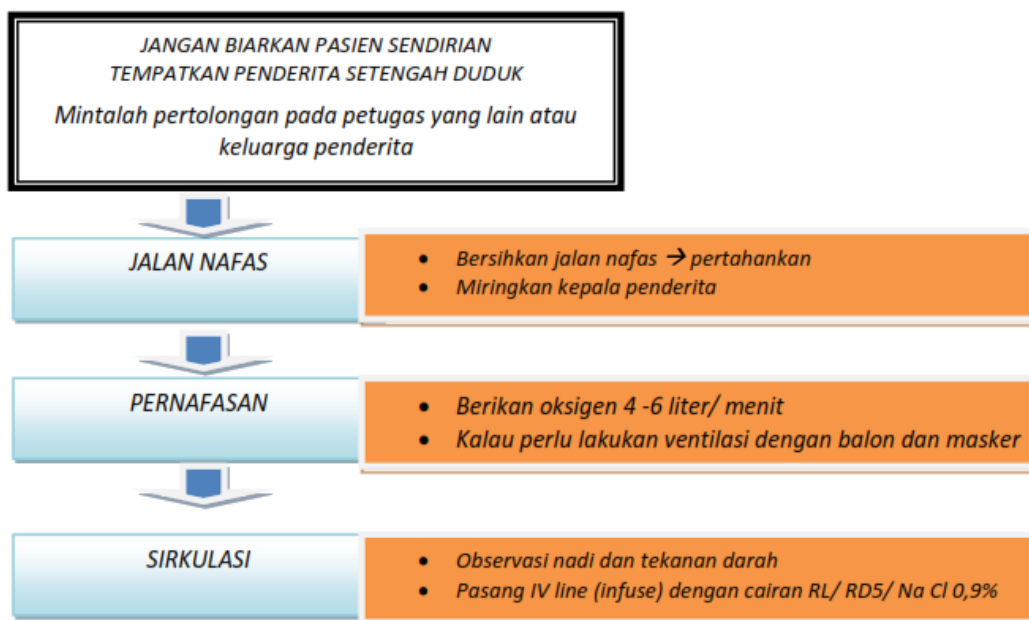 JANGAN BIARKAN PASIEN SENDIRIAN
TEMPATKAN PENDERITA SETENGAH DUDUK
Mintalah pertolongan pada petugas yang lain atau
keluarga penderita
JALAN NAFAS
• Bersihkan jalan nafas → pertahankan
• Miringkan kepala penderita
PERNAFASAN
• Berikan oksigen 4 -6 liter/ menit
• Kalau perlu lakukan ventilasi dengan balon dan masker
SIRKULASI
• Observasi nadi dan tekanan darah
• Pasang IV line (infuse) dengan cairan RL/ RD5/ Na Cl 0,9%